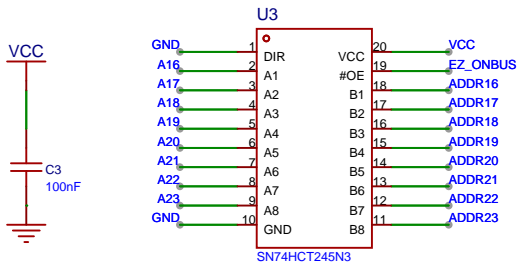 U3
VCC
GND 1 DIR VCC 20 VCC
A16 2 A1 #OE 19 EZ_ONBUS
A17 3 A2 B1 18 ADDR16
A18 4 A3 B2 17 ADDR17
A19 5 A4 B3 16 ADDR18
A20 6 A5 B4 15 ADDR19
A21 7 A6 B5 14 ADDR20
A22 8 A7 B6 13 ADDR21
A23 9 A8 B7 12 ADDR22
GND 10 GND B8 11 ADDR23
C3
100nF
SN74HCT245N3